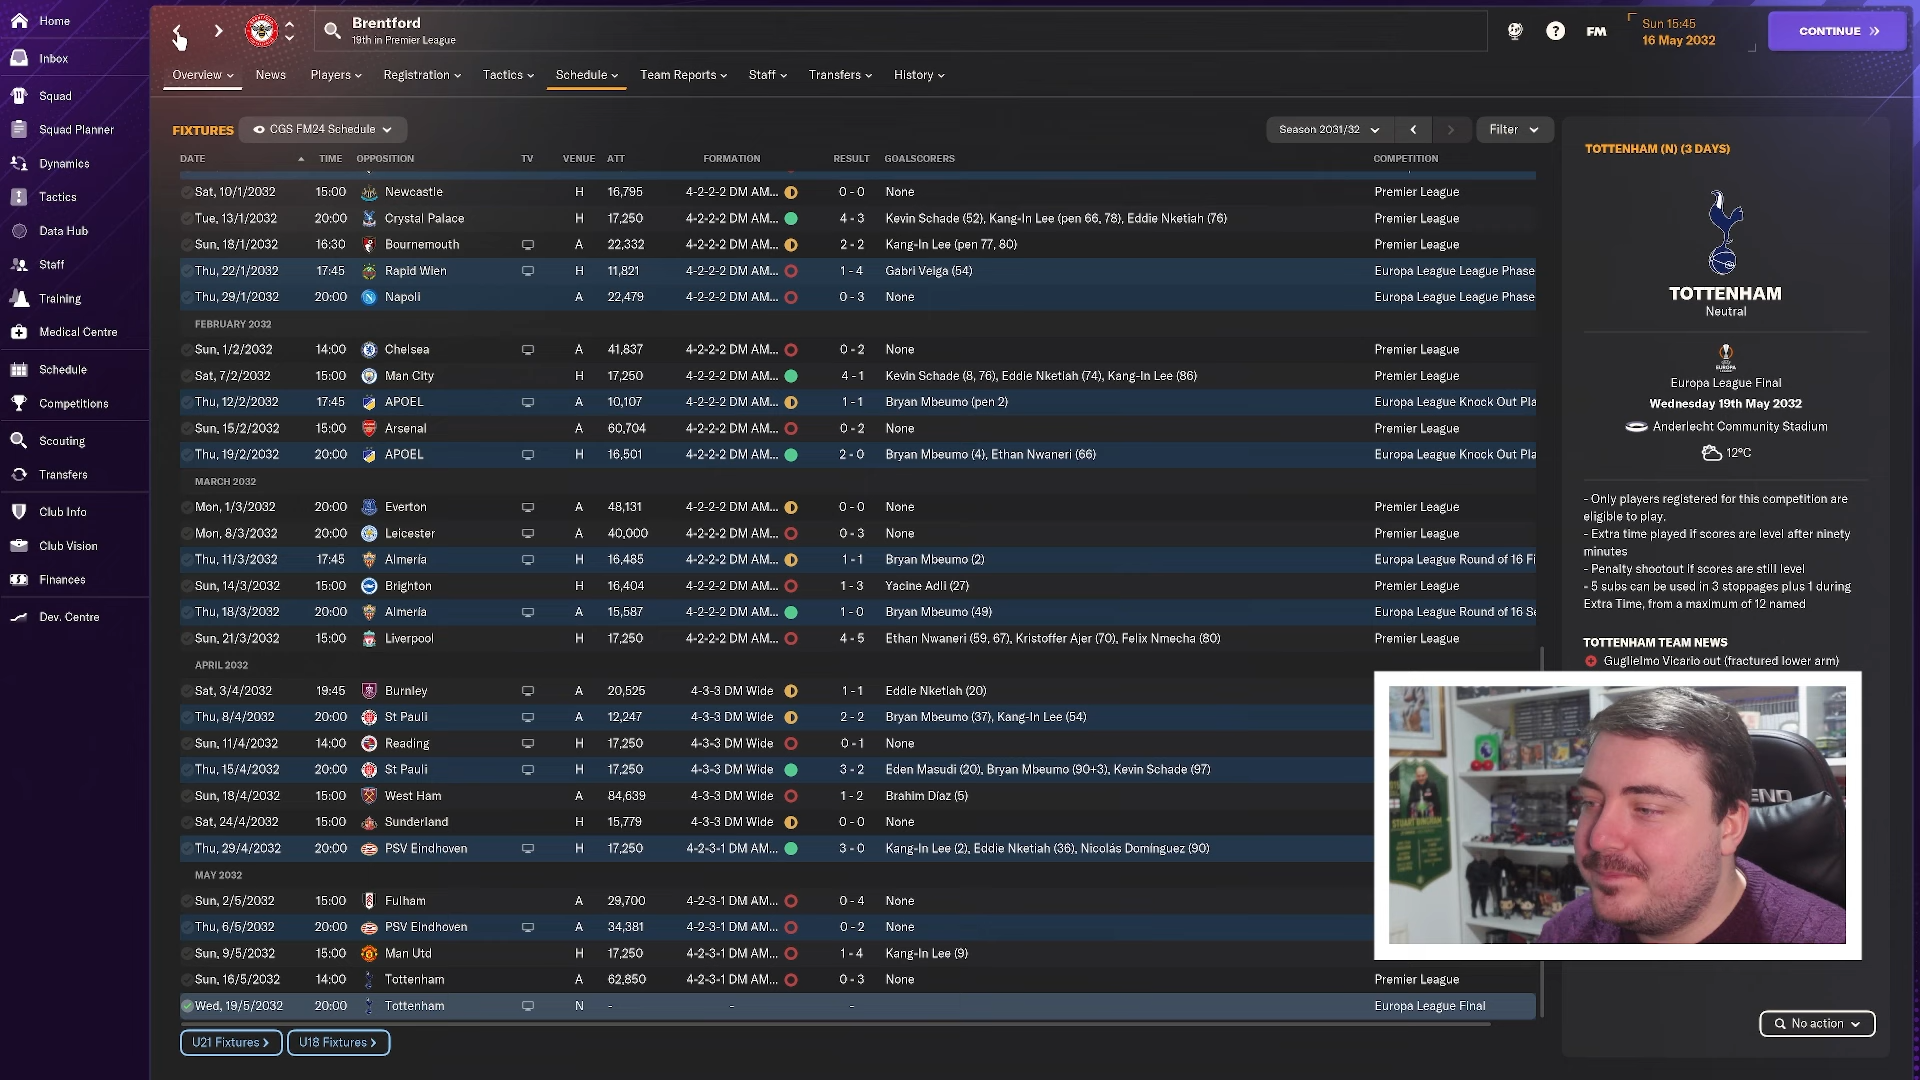 Home
Inbox
Squad
Squad Planner
Dynamics
Tactics
Data Hub
Staff
Training
Medical Centre
Schedule
Competitions
Scouting
Transfers
Club Info
Club Vision
Finances
Dev. Centre
Brentford
19th in Premier League
FM
Sun 15:45
16 May 2032
CONTINUE
Overview News Players Registration Tactics Schedule Team Reports Staff Transfers History
FIXTURES CGS FM24 Schedule Season 2031/32 Filter
DATE TIME OPPOSITION TV VENUE ATT FORMATION RESULT GOALSCORERS COMPETITION
Sat, 10/1/2032 15:00 Newcastle H 16,795 4-2-2-2 DM AM... 0 - 0 None Premier League
Tue, 13/1/2032 20:00 Crystal Palace H 17,250 4-2-2-2 DM AM... 4 - 3 Kevin Schade (52), Kang-In Lee (pen 66, 78), Eddie Nketiah (76) Premier League
Sun, 18/1/2032 16:30 Bournemouth A 22,332 4-2-2-2 DM AM... 2 - 2 Kang-In Lee (pen 77, 80) Premier League
Thu, 22/1/2032 17:45 Rapid Wien H 11,821 4-2-2-2 DM AM... 1 - 4 Gabri Veiga (54) Europa League League Phase
Thu, 29/1/2032 20:00 Napoli A 22,479 4-2-2-2 DM AM... 0 - 3 None Europa League League Phase
FEBRUARY 2032
Sun, 1/2/2032 14:00 Chelsea A 41,837 4-2-2-2 DM AM... 0 - 2 None Premier League
Sat, 7/2/2032 15:00 Man City H 17,250 4-2-2-2 DM AM... 4 - 1 Kevin Schade (8, 76), Eddie Nketiah (74), Kang-In Lee (86) Premier League
Thu, 12/2/2032 17:45 APOEL A 10,107 4-2-2-2 DM AM... 1 - 1 Bryan Mbeumo (pen 2) Europa League Knock Out Pla
Sun, 15/2/2032 15:00 Arsenal A 60,704 4-2-2-2 DM AM... 0 - 2 None Premier League
Thu, 19/2/2032 20:00 APOEL H 16,501 4-2-2-2 DM AM... 2 - 0 Bryan Mbeumo (4), Ethan Nwaneri (66) Europa League Knock Out Pla
MARCH 2032
Mon, 1/3/2032 20:00 Everton A 48,131 4-2-2-2 DM AM... 0 - 0 None Premier League
Mon, 8/3/2032 20:00 Leicester A 40,000 4-2-2-2 DM AM... 0 - 3 None Premier League
Thu, 11/3/2032 17:45 Almería H 16,485 4-2-2-2 DM AM... 1 - 1 Bryan Mbeumo (2) Europa League Round of 16 Fi
Sun, 14/3/2032 15:00 Brighton H 16,404 4-2-2-2 DM AM... 1 - 3 Yacine Adli (27) Premier League
Thu, 18/3/2032 20:00 Almería A 15,587 4-2-2-2 DM AM... 1 - 0 Bryan Mbeumo (49) Europa League Round of 16 Se
Sun, 21/3/2032 15:00 Liverpool H 17,250 4-2-2-2 DM AM... 4 - 5 Ethan Nwaneri (59, 67), Kristoffer Ajer (70), Felix Nmecha (80) Premier League
APRIL 2032
Sat, 3/4/2032 19:45 Burnley A 20,525 4-3-3 DM Wide 1 - 1 Eddie Nketiah (20)
Thu, 8/4/2032 20:00 St Pauli A 12,247 4-3-3 DM Wide 2 - 2 Bryan Mbeumo (37), Kang-In Lee (54)
Sun, 11/4/2032 14:00 Reading H 17,250 4-3-3 DM Wide 0 - 1 None
Thu, 15/4/2032 20:00 St Pauli H 17,250 4-3-3 DM Wide 3 - 2 Eden Masudi (20), Bryan Mbeumo (90+3), Kevin Schade (97)
Sun, 18/4/2032 15:00 West Ham A 84,639 4-3-3 DM Wide 1 - 2 Brahim Díaz (5)
Sat, 24/4/2032 15:00 Sunderland H 15,779 4-3-3 DM Wide 0 - 0 None
Thu, 29/4/2032 20:00 PSV Eindhoven H 17,250 4-2-3-1 DM AM... 3 - 0 Kang-In Lee (2), Eddie Nketiah (36), Nicolás Domínguez (90)
MAY 2032
Sun, 2/5/2032 15:00 Fulham A 29,700 4-2-3-1 DM AM... 0 - 4 None
Thu, 6/5/2032 20:00 PSV Eindhoven A 34,381 4-2-3-1 DM AM... 0 - 2 None
Sun, 9/5/2032 15:00 Man Utd H 17,250 4-2-3-1 DM AM... 1 - 4 Kang-In Lee (9)
Sun, 16/5/2032 14:00 Tottenham A 62,850 4-2-3-1 DM AM... 0 - 3 None Premier League
Wed, 19/5/2032 20:00 Tottenham N - - - Europa League Final
U21 Fixtures U18 Fixtures
TOTTENHAM (N) (3 DAYS)
TOTTENHAM
Neutral
Europa League Final
Wednesday 19th May 2032
Anderlecht Community Stadium
12°C
- Only players registered for this competition are
eligible to play.
- Extra time played if scores are level after ninety
minutes
- Penalty shootout if scores are still level
- 5 subs can be used in 3 stoppages plus 1 during
Extra Time, from a maximum of 12 named
TOTTENHAM TEAM NEWS
Guglielmo Vicario out (fractured lower arm)
STUART BINGHAM
END
No action